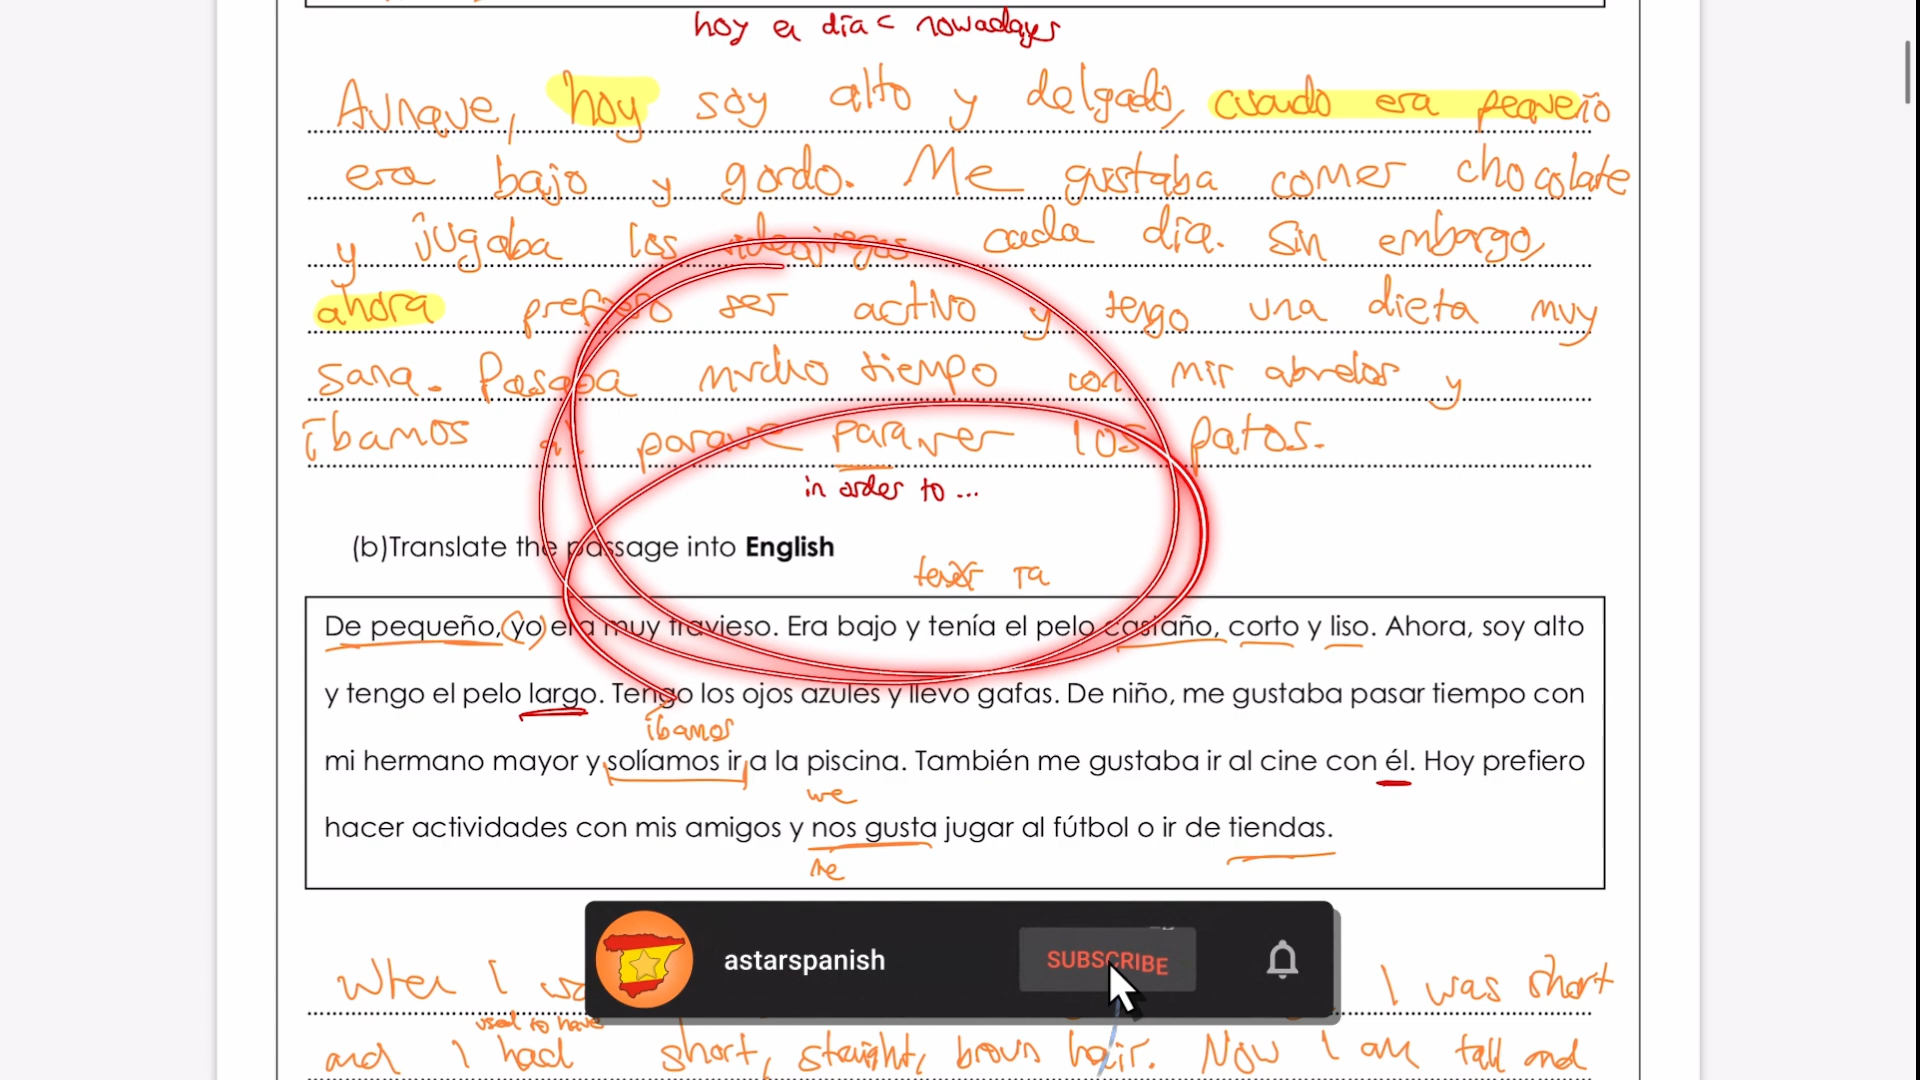 hoy en día < nowadays
Aunque, hoy soy alto y delgado, cuando era pequeño
era bajo y gordo. Me gustaba comer chocolate
y jugaba los videojuegos cada día. Sin embargo,
ahora prefiero ser activo y tengo una dieta muy
sana. Pasaba mucho tiempo con mis abuelos y
íbamos al parque para ver los patos.
in order to ...
(b)Translate the passage into English
tener ía
De pequeño, yo era muy travieso. Era bajo y tenía el pelo castaño, corto y liso. Ahora, soy alto
y tengo el pelo largo. Tengo los ojos azules y llevo gafas. De niño, me gustaba pasar tiempo con
íbamos
mi hermano mayor y solíamos ir a la piscina. También me gustaba ir al cine con él. Hoy prefiero
we
hacer actividades con mis amigos y nos gusta jugar al fútbol o ir de tiendas.
me
astarspanish
SUBSCRIBE
When I I was short
used to have
and I had short, straight, brown hair. Now I am tall and